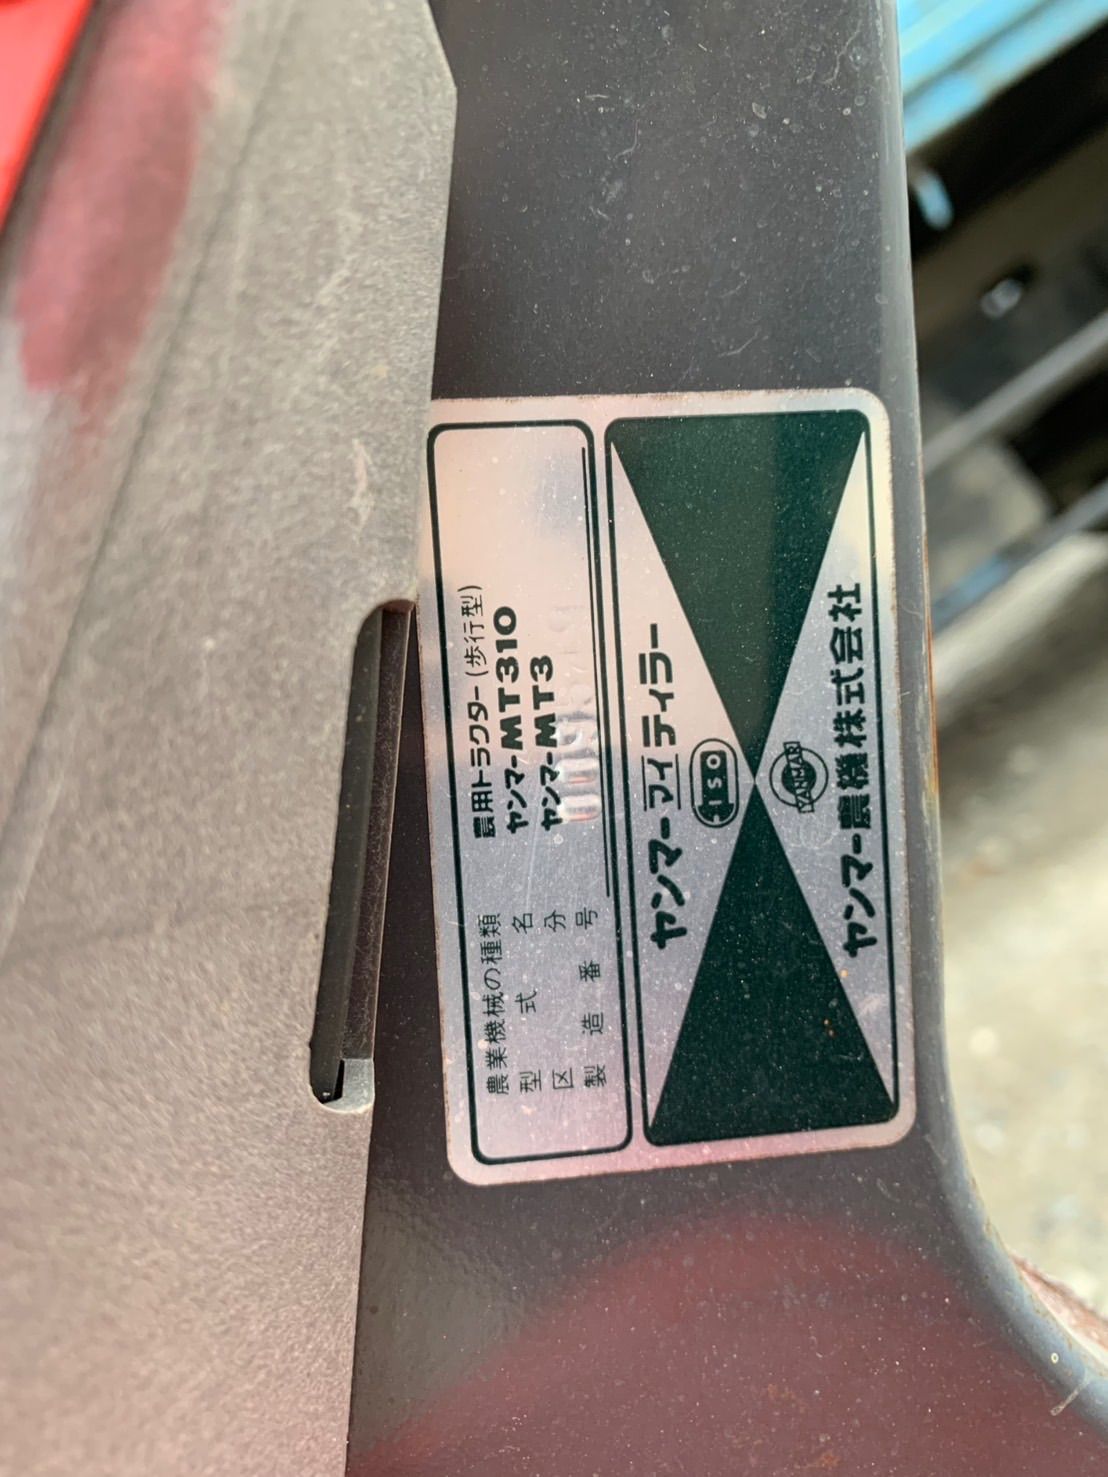 農業機械の種類 農用トラクター(歩行型)
型式名 ヤンマーMT310
区分 ヤンマーMT3
製造番号
ヤンマーマイティラー
YANMAR
ヤンマー農機株式会社